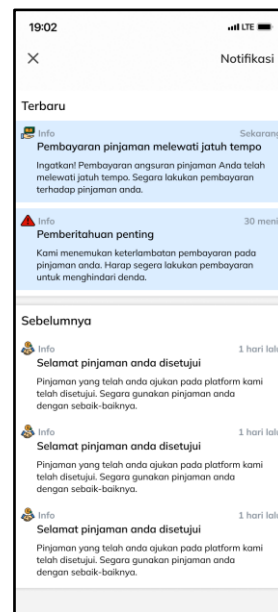 19:02
LTE
Notifikasi
Terbaru
Info
Sekarang
Pembayaran pinjaman melewati jatuh tempo
Ingatkan! Pembayaran angsuran pinjaman Anda telah
melewati jatuh tempo. Segara lakukan pembayaran
terhadap pinjaman anda.
Info
30 meni
Pemberitahuan penting
Kami menemukan keterlambatan pembayaran pada
pinjaman anda. Harap segera lakukan pembayaran
untuk menghindari denda.
Sebelumnya
Info
1 hari lalu
Selamat pinjaman anda disetujui
Pinjaman yang telah anda ajukan pada platform kami
telah disetujui. Segara gunakan pinjaman anda
dengan sebaik-baiknya.
Info
1 hari lalu
Selamat pinjaman anda disetujui
Pinjaman yang telah anda ajukan pada platform kami
telah disetujui. Segara gunakan pinjaman anda
dengan sebaik-baiknya.
Info
1 hari lalu
Selamat pinjaman anda disetujui
Pinjaman yang telah anda ajukan pada platform kami
telah disetujui. Segara gunakan pinjaman anda
dengan sebaik-baiknya.